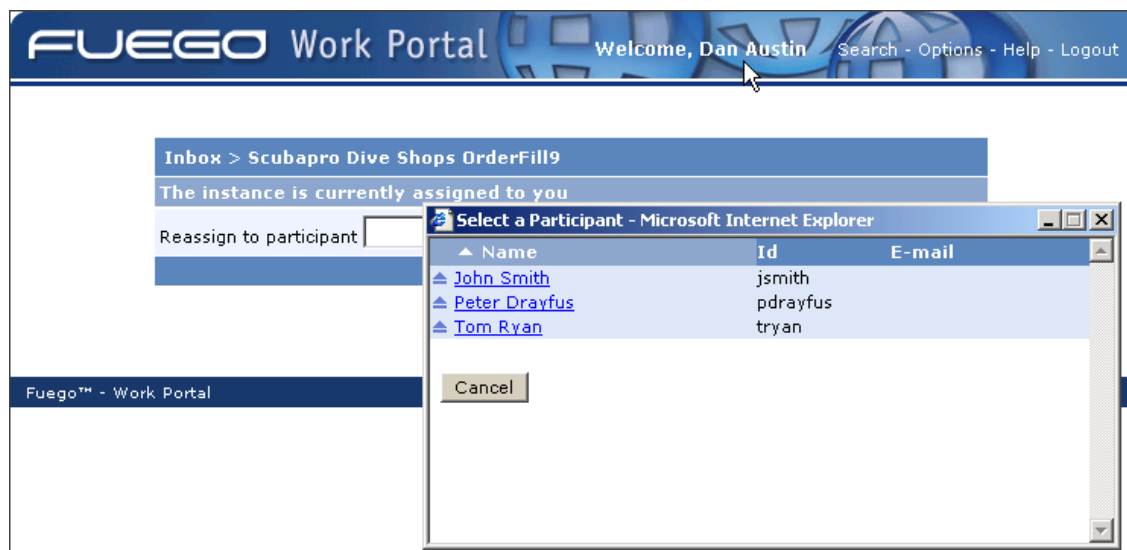 FUEGO Work Portal
Welcome, Dan Austin
Search - Options - Help - Logout
Inbox > Scubapro Dive Shops OrderFill9
The instance is currently assigned to you
Reassign to participant
Select a Participant - Microsoft Internet Explorer
Name Id E-mail
John Smith jsmith
Peter Drayfus pdrayfus
Tom Ryan tryan
Cancel
Fuego™ - Work Portal